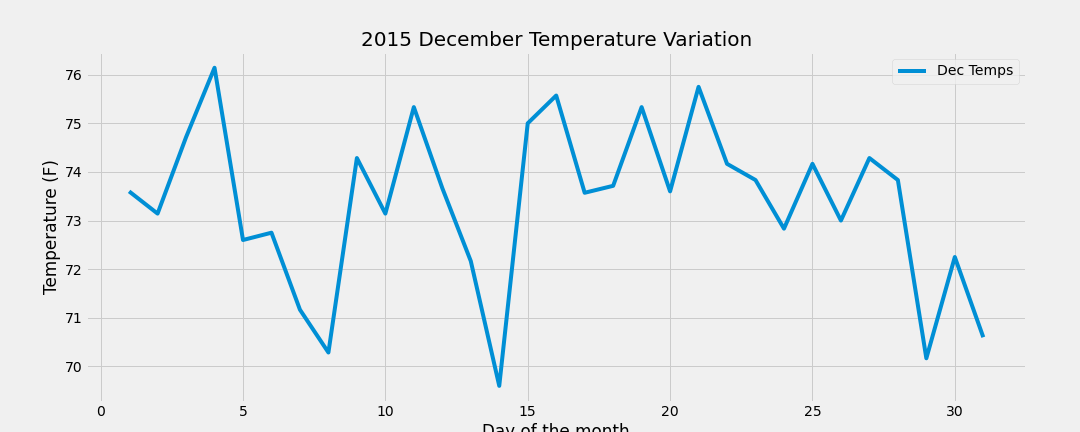 2015 December Temperature Variation
Dec Temps
Temperature (F)
76
75
74
73
72
71
70
0 5 10 15 20 25 30
Day of the month